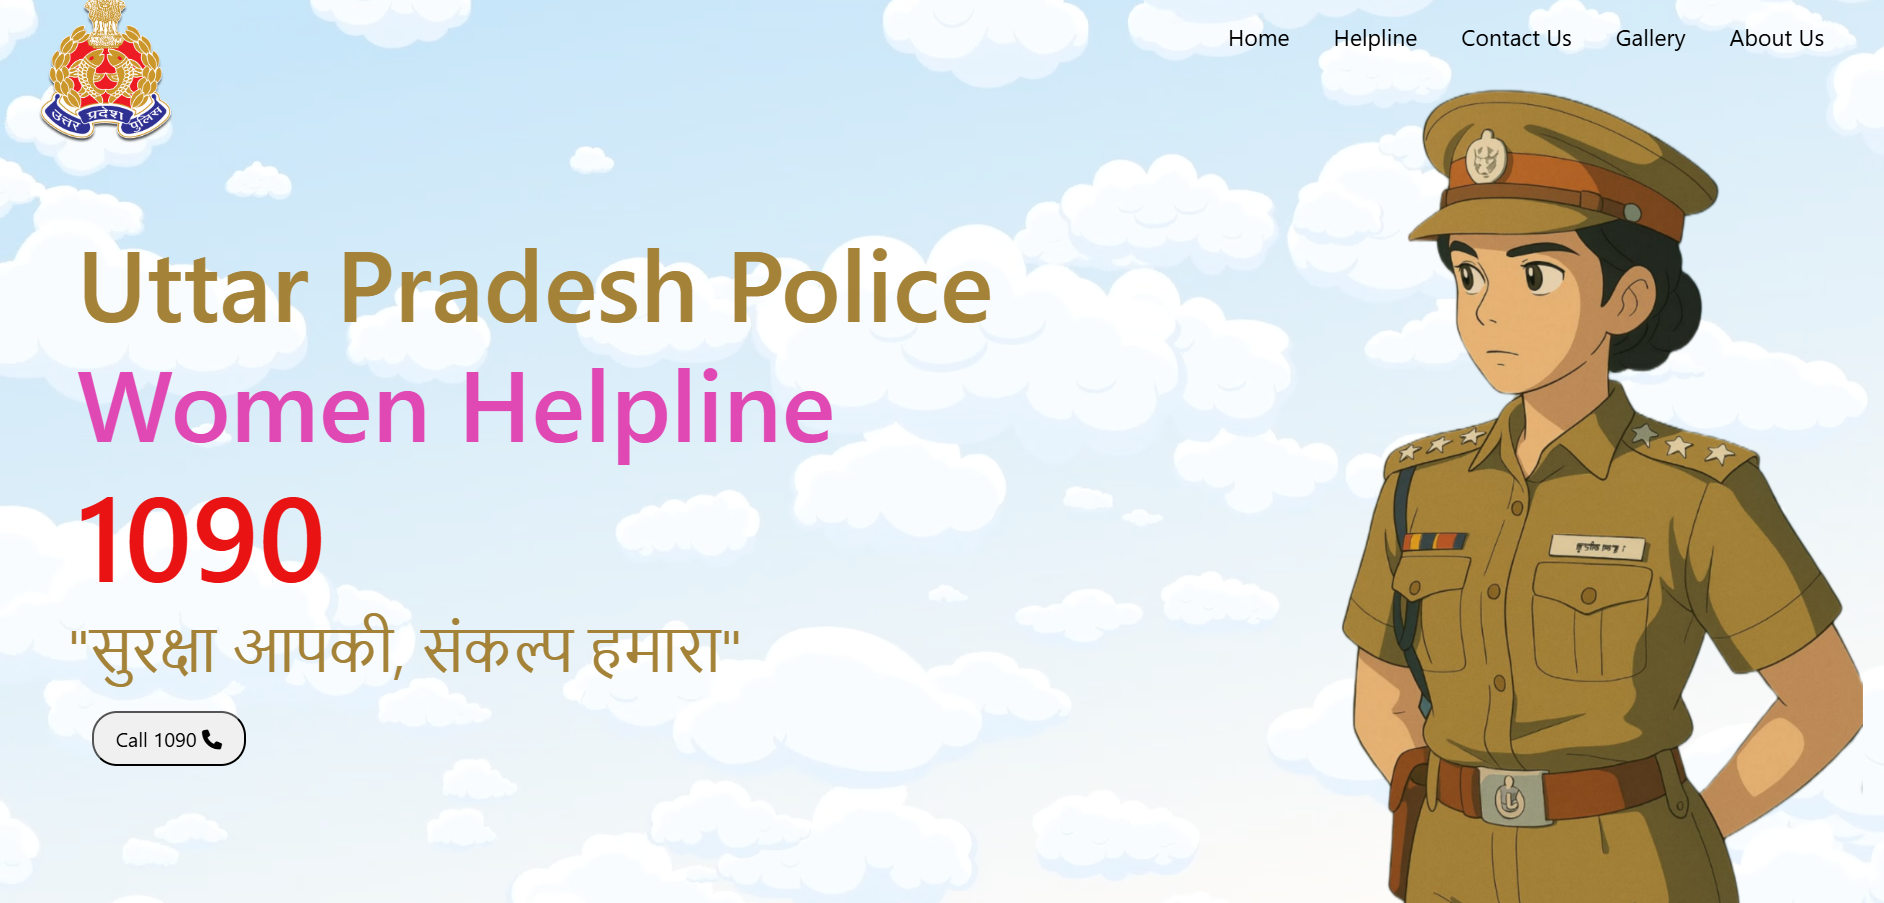 उत्तर प्रदेश पुलिस
Home Helpline Contact Us Gallery About Us
Uttar Pradesh Police
Women Helpline
1090
"सुरक्षा आपकी, संकल्प हमारा"
Call 1090